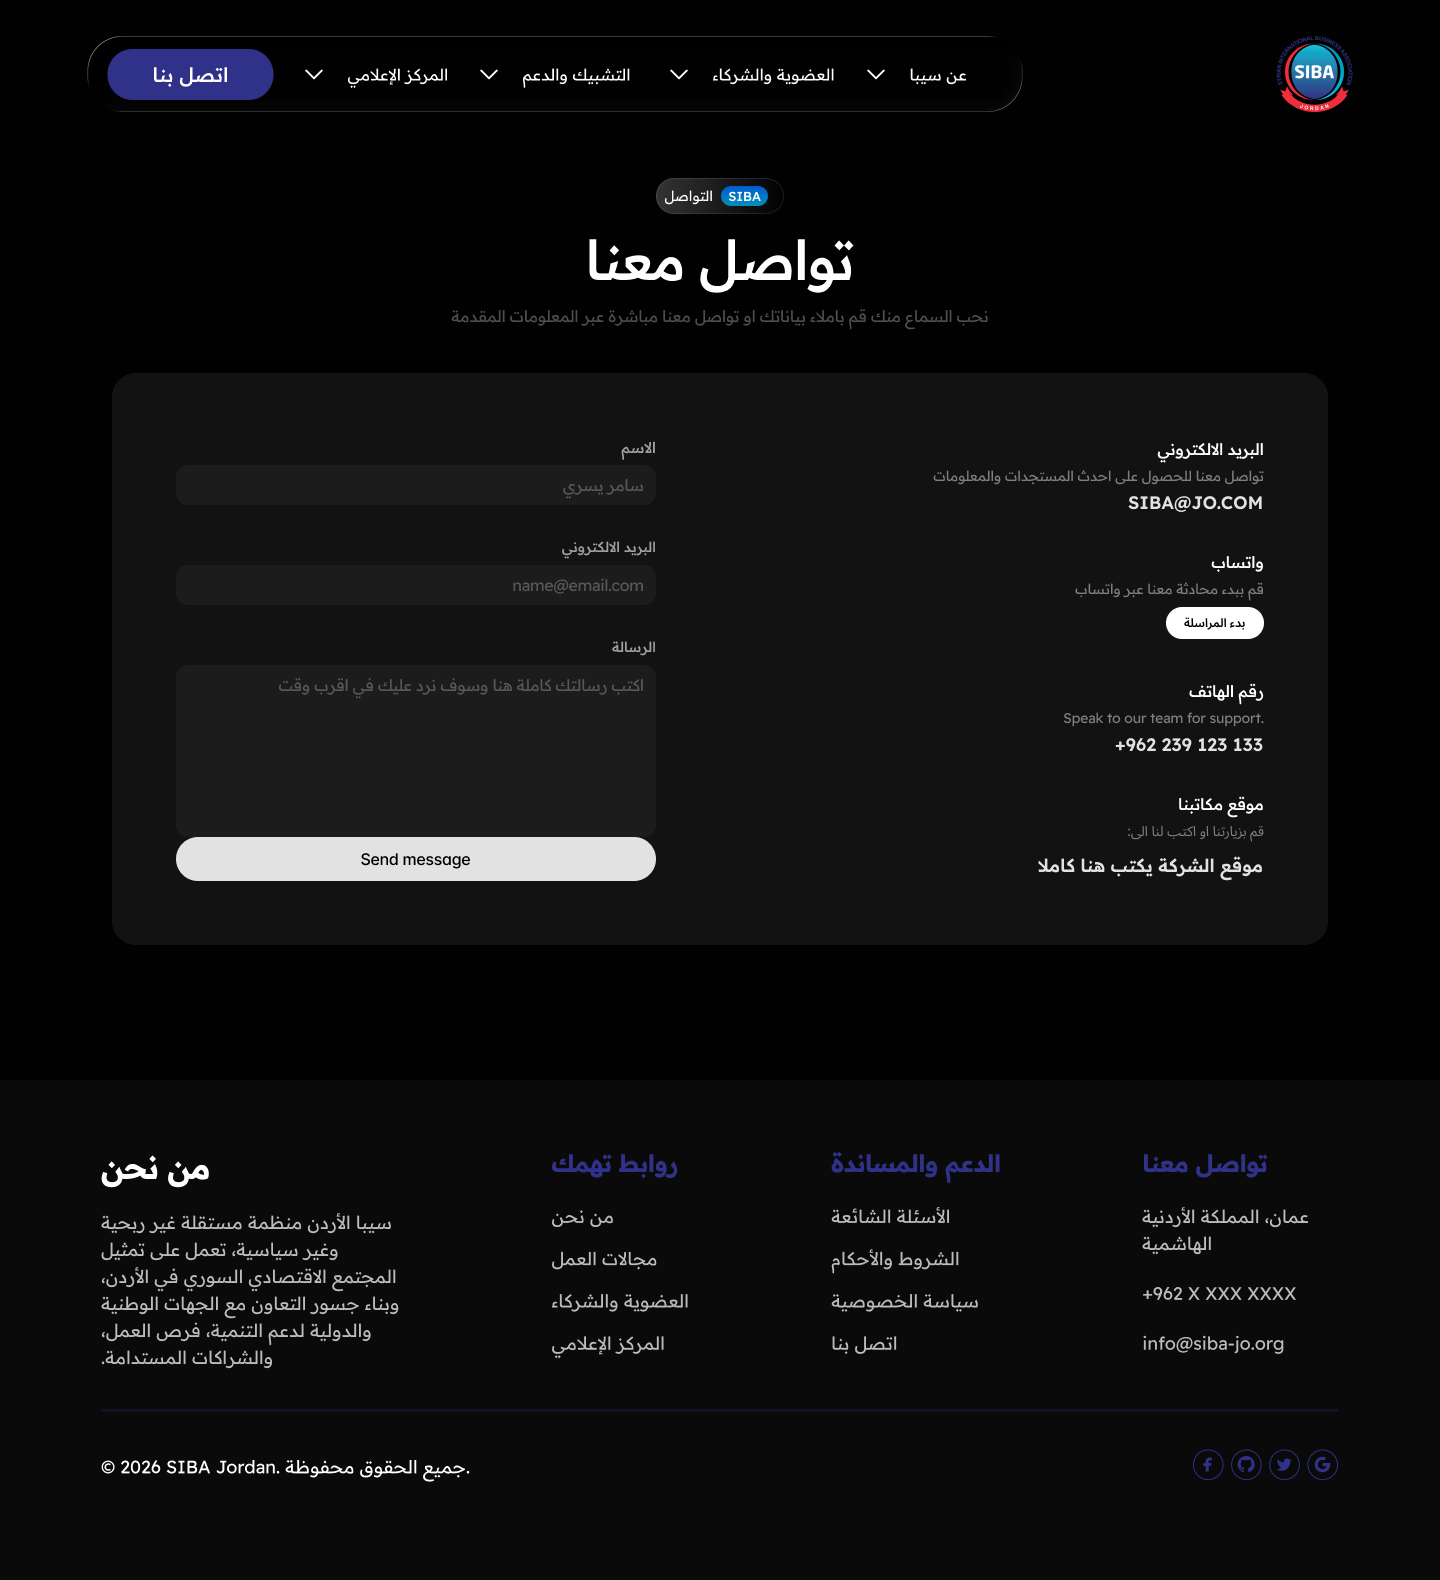 SYRIAN INTERNATIONAL BUSINESS ASSOCIATION
SIBA
JORDAN
عن سيبا
العضوية والشركاء
التشبيك والدعم
المركز الإعلامي
اتصل بنا
SIBA التواصل
تواصل معنا
نحب السماع منك قم باملاء بياناتك او تواصل معنا مباشرة عبر المعلومات المقدمة
البريد الالكتروني
تواصل معنا للحصول على احدث المستجدات والمعلومات
SIBA@JO.COM
واتساب
قم ببدء محادثة معنا عبر واتساب
بدء المراسلة
رقم الهاتف
Speak to our team for support.
+962 239 123 133
موقع مكاتبنا
قم بزيارتنا او اكتب لنا الى:
موقع الشركة يكتب هنا كاملا
الاسم
سامر يسري
البريد الالكتروني
name@email.com
الرسالة
اكتب رسالتك كاملة هنا وسوف نرد عليك في اقرب وقت
Send message
تواصل معنا
عمان، المملكة الأردنية
الهاشمية
+962 X XXX XXXX
info@siba-jo.org
الدعم والمساندة
الأسئلة الشائعة
الشروط والأحكام
سياسة الخصوصية
اتصل بنا
روابط تهمك
من نحن
مجالات العمل
العضوية والشركاء
المركز الإعلامي
من نحن
سيبا الأردن منظمة مستقلة غير ربحية
وغير سياسية، تعمل على تمثيل
المجتمع الاقتصادي السوري في الأردن،
وبناء جسور التعاون مع الجهات الوطنية
والدولية لدعم التنمية، فرص العمل،
والشراكات المستدامة.
© 2026 SIBA Jordan. جميع الحقوق محفوظة.